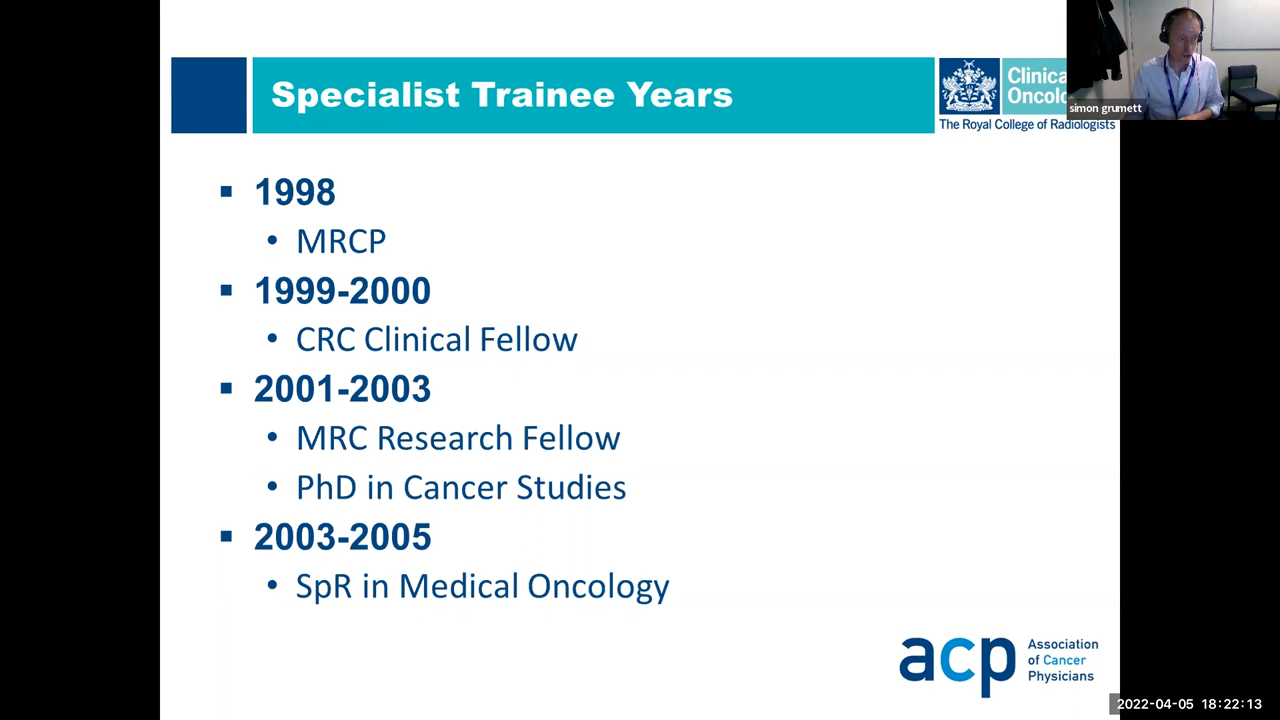 Specialist Trainee Years
Clinica
Oncolo
The Royal College of Radiologists
simon grumett
▪ 1998
• MRCP
▪ 1999-2000
• CRC Clinical Fellow
▪ 2001-2003
• MRC Research Fellow
• PhD in Cancer Studies
▪ 2003-2005
• SpR in Medical Oncology
acp
Association
of Cancer
Physicians
2022-04-05 18:22:13